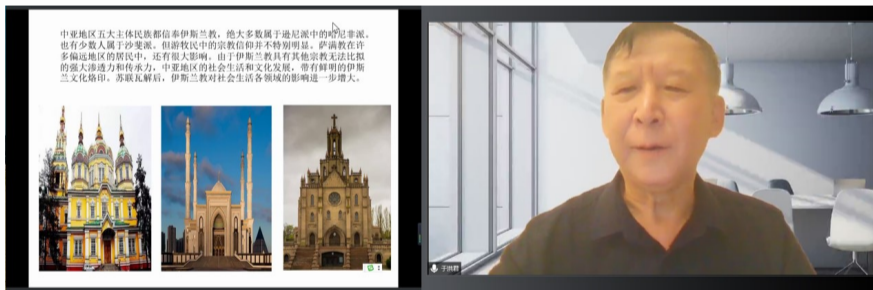 中亚地区五大主体民族都信奉伊斯兰教，绝大多数属于逊尼派中的哈尼非派。
也有少数人属于沙斐派。但游牧民中的宗教信仰并不特别明显。萨满教在许
多偏远地区的居民中，还有很大影响。由于伊斯兰教具有其他宗教无法比拟
的强大渗透力和传承力，中亚地区的社会生活和文化发展，带有鲜明的伊斯
兰文化烙印。苏联瓦解后，伊斯兰教对社会生活各领域的影响进一步增大。
于洪君